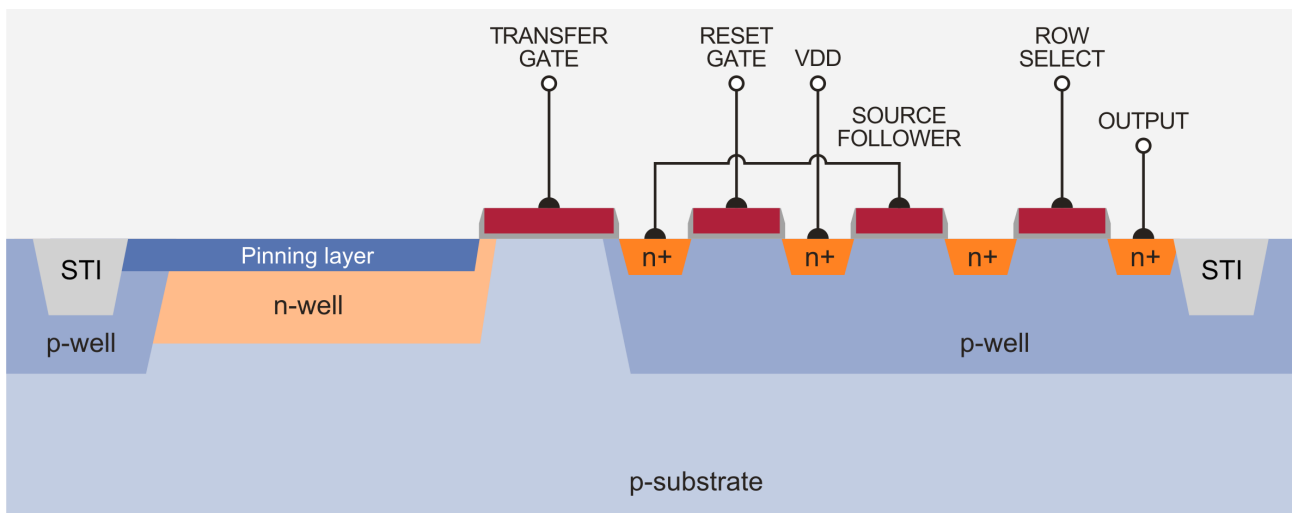 TRANSFER
GATE
RESET
GATE
VDD
ROW
SELECT
SOURCE
FOLLOWER
OUTPUT
STI
Pinning layer
n-well
p-well
n+
n+
n+
n+
STI
p-well
p-substrate